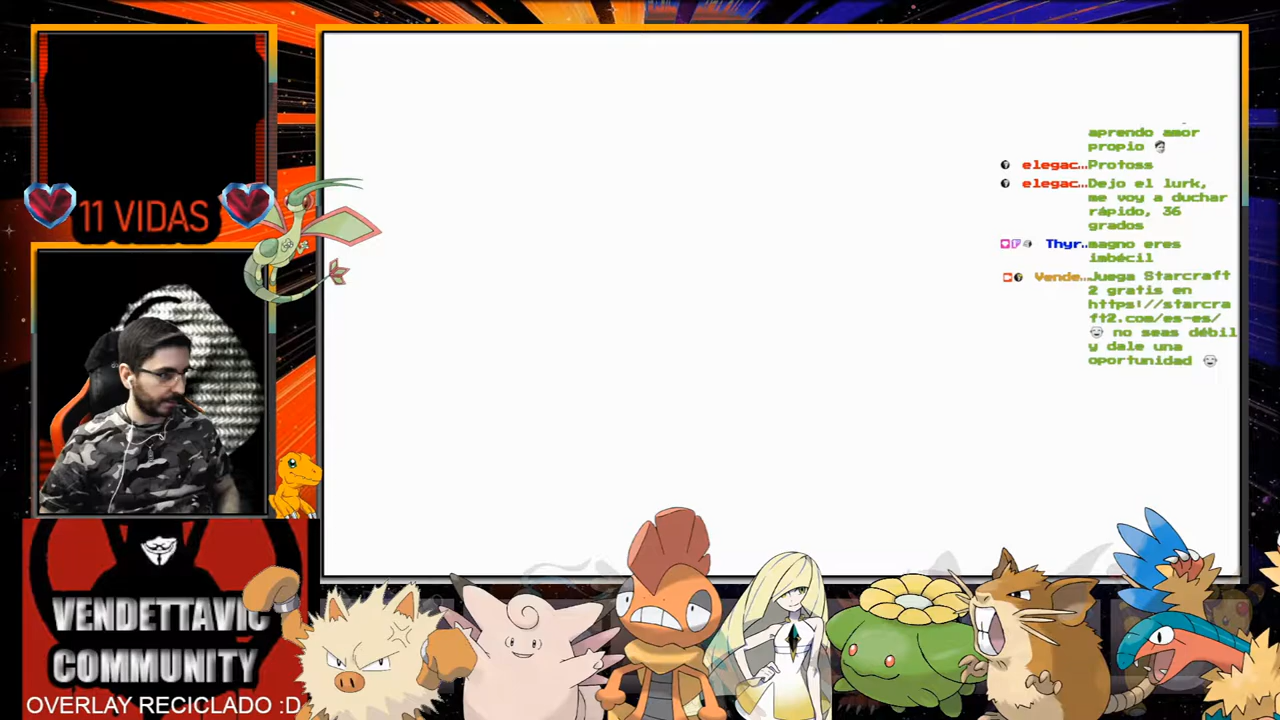 aprendo amor
propio
elegac...Protoss
elegac...Dejo el lurk,
me voy a duchar
rápido, 36
grados
Thyr..magno eres
imbécil
Vende...Juega Starcraft
2 gratis en
https://starcra
ft2.com/es-es/
no seas débil
y dale una
oportunidad
11 VIDAS
VENDETTAVIC
COMMUNITY
OVERLAY RECICLADO :D